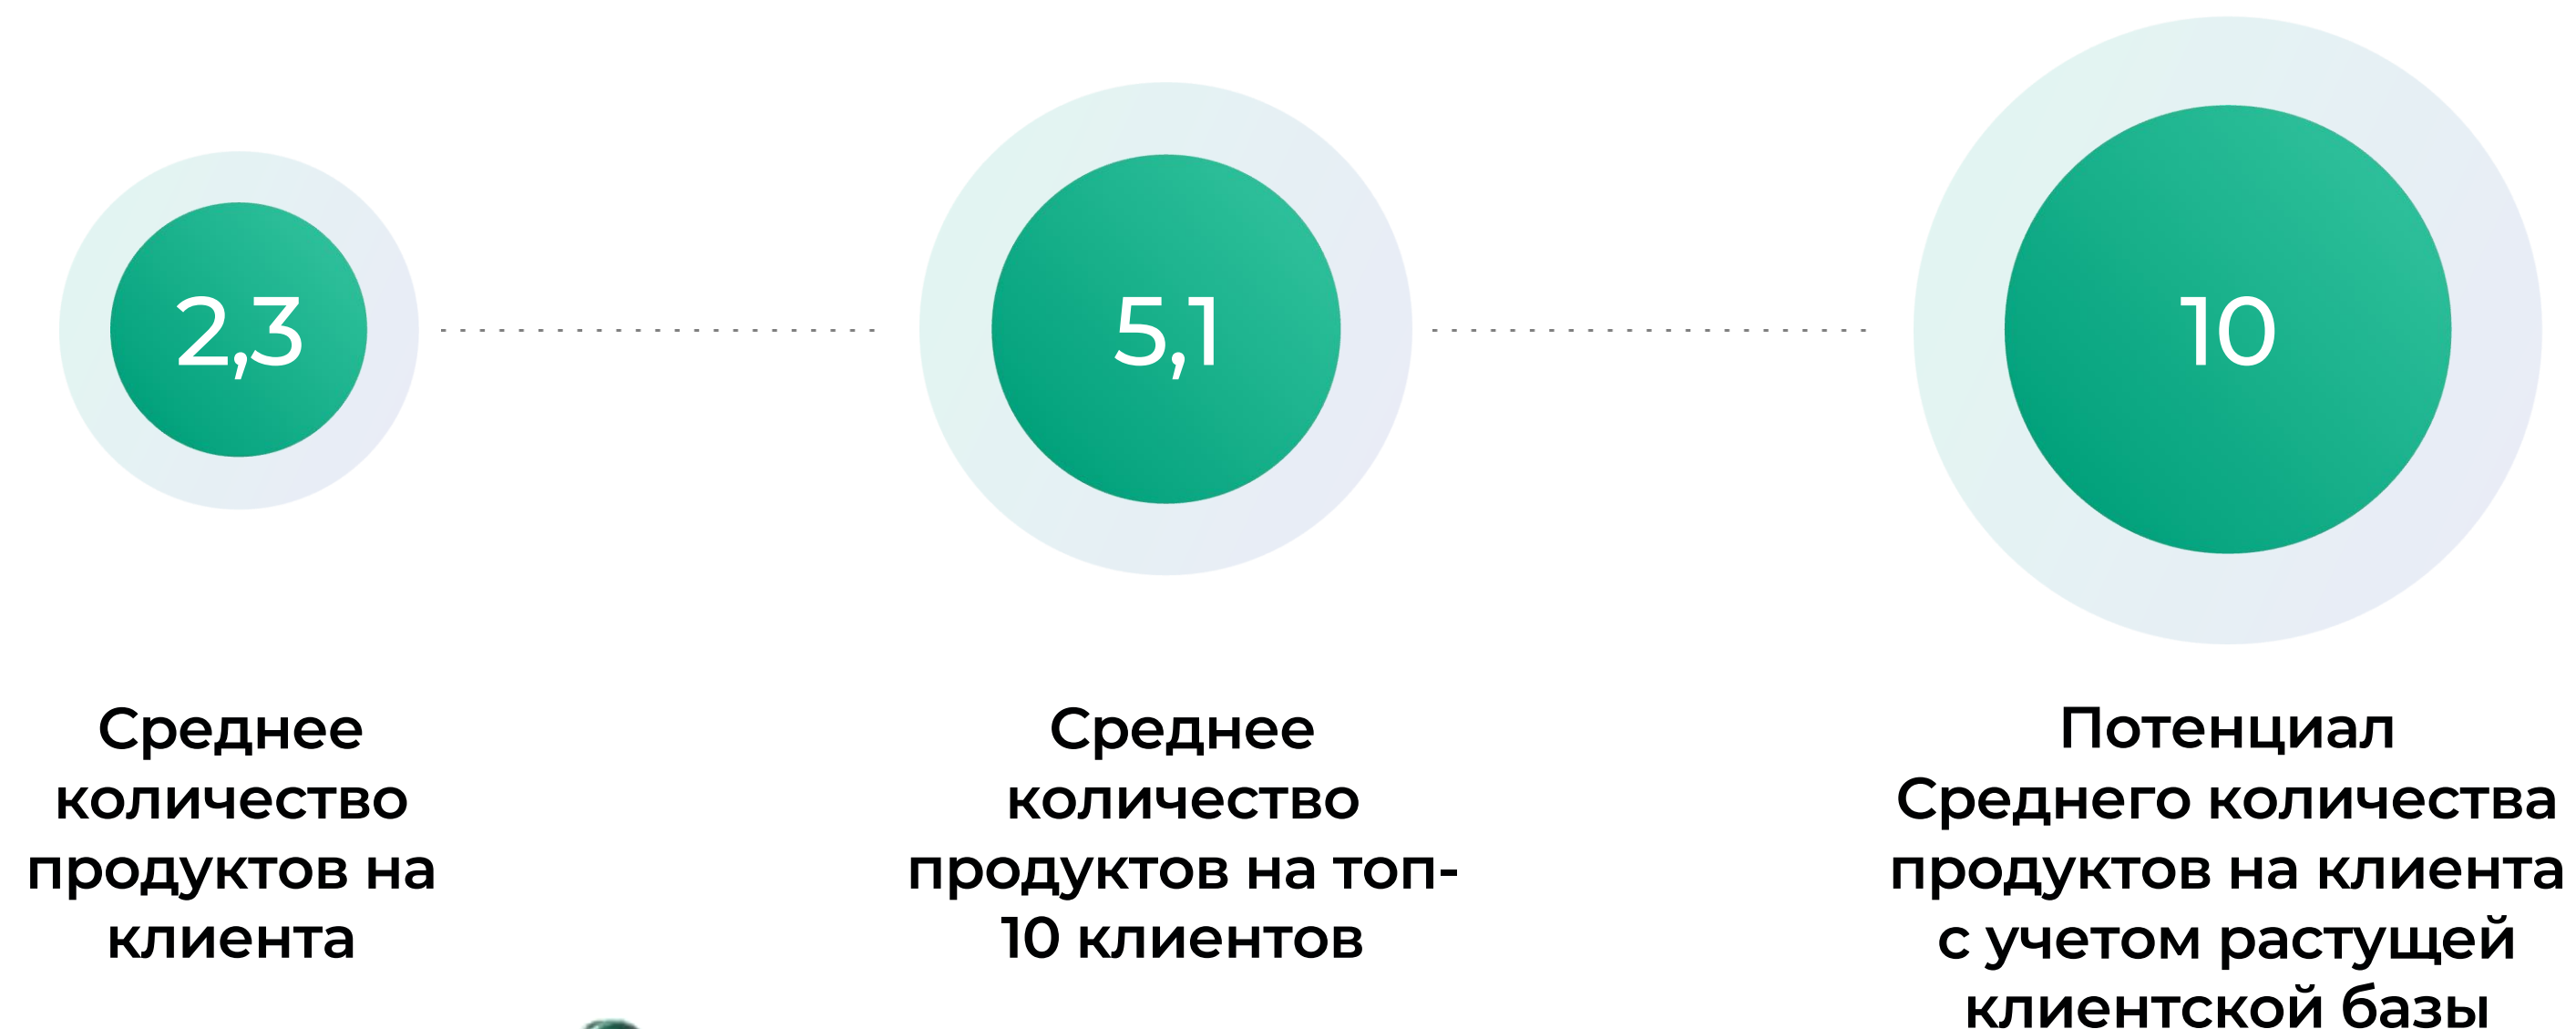 2,3
5,1
10
Среднее
количество
продуктов на
клиента
Среднее
количество
продуктов на топ-
10 клиентов
Потенциал
Среднего количества
продуктов на клиента
с учетом растущей
клиентской базы